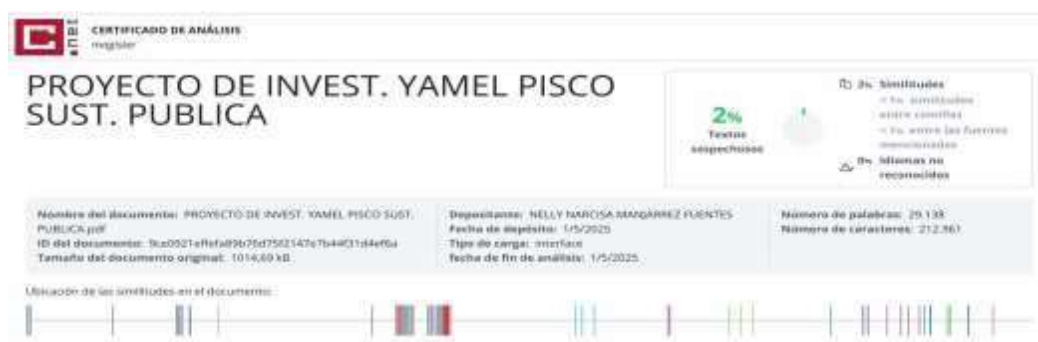 CERTIFICADO DE ANÁLISIS
magister
PROYECTO DE INVEST. YAMEL PISCO
SUST. PUBLICA
2%
Textos
sospechosos
2% Similitudes
< 1% similitudes
entre comillas
< 1% entre las fuentes
mencionadas
0% Idiomas no
reconocidos
Nombre del documento: PROYECTO DE INVEST. YAMEL PISCO SUST.
PUBLICA.pdf
ID del documento:
Tamaño del documento original: 1014,69 kB
Depositante: NELLY NARCISA MANJARREZ FUENTES
Fecha de depósito: 1/5/2025
Tipo de carga: interface
fecha de fin de análisis: 1/5/2025
Número de palabras: 29.138
Número de caracteres: 212.961
Ubicación de las similitudes en el documento: